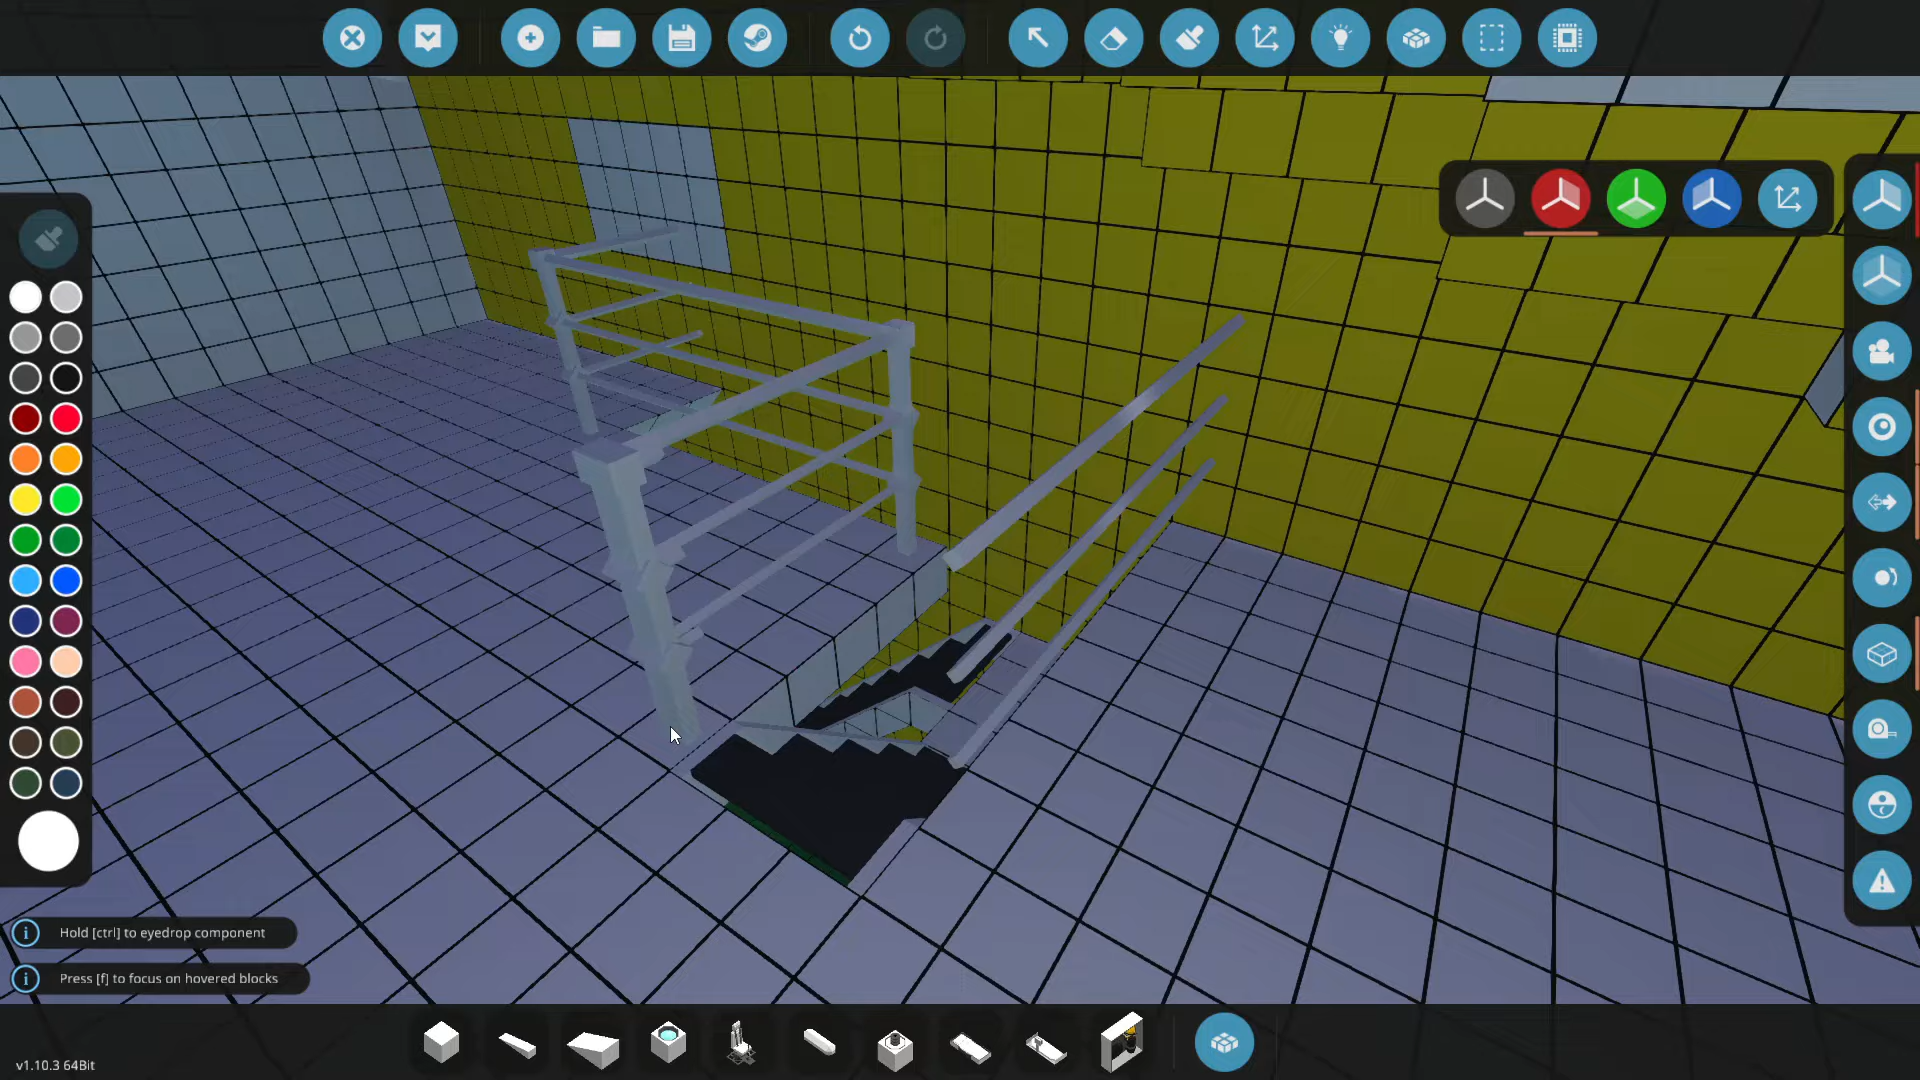 Hold [ctrl] to eyedrop component
Press [f] to focus on hovered blocks
v1.10.3 64Bit